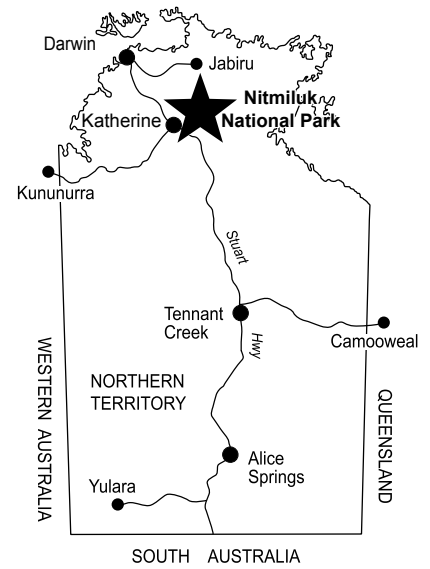 Darwin
Jabiru
Nitmiluk
National Park
Katherine
Kununurra
Stuart
Tennant
Creek
Camooweal
Hwy
WESTERN AUSTRALIA
NORTHERN
TERRITORY
QUEENSLAND
Alice
Springs
Yulara
SOUTH AUSTRALIA